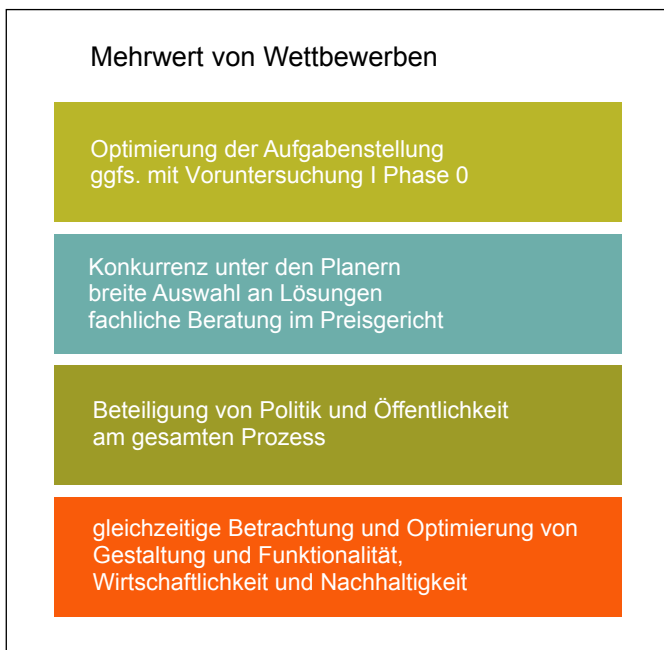 Mehrwert von Wettbewerben
Optimierung der Aufgabenstellung
ggfs. mit Voruntersuchung I Phase 0
Konkurrenz unter den Planern
breite Auswahl an Lösungen
fachliche Beratung im Preisgericht
Beteiligung von Politik und Öffentlichkeit
am gesamten Prozess
gleichzeitige Betrachtung und Optimierung von
Gestaltung und Funktionalität,
Wirtschaftlichkeit und Nachhaltigkeit